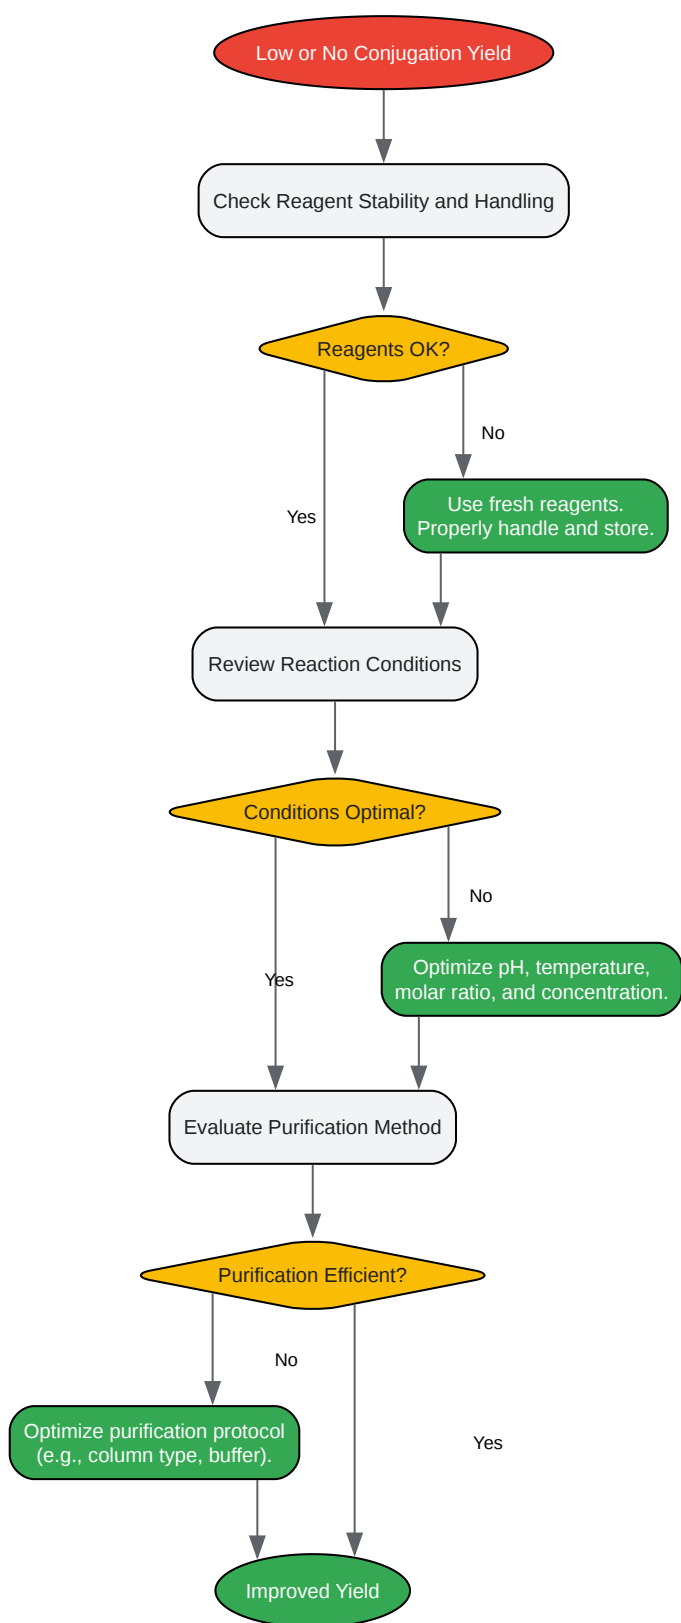 Low or No Conjugation Yield
Check Reagent Stability and Handling
Reagents OK?
No
Use fresh reagents.
Properly handle and store.
Yes
Review Reaction Conditions
Conditions Optimal?
No
Optimize pH, temperature,
molar ratio, and concentration.
Yes
Evaluate Purification Method
Purification Efficient?
No
Optimize purification protocol
(e.g., column type, buffer).
Yes
Improved Yield